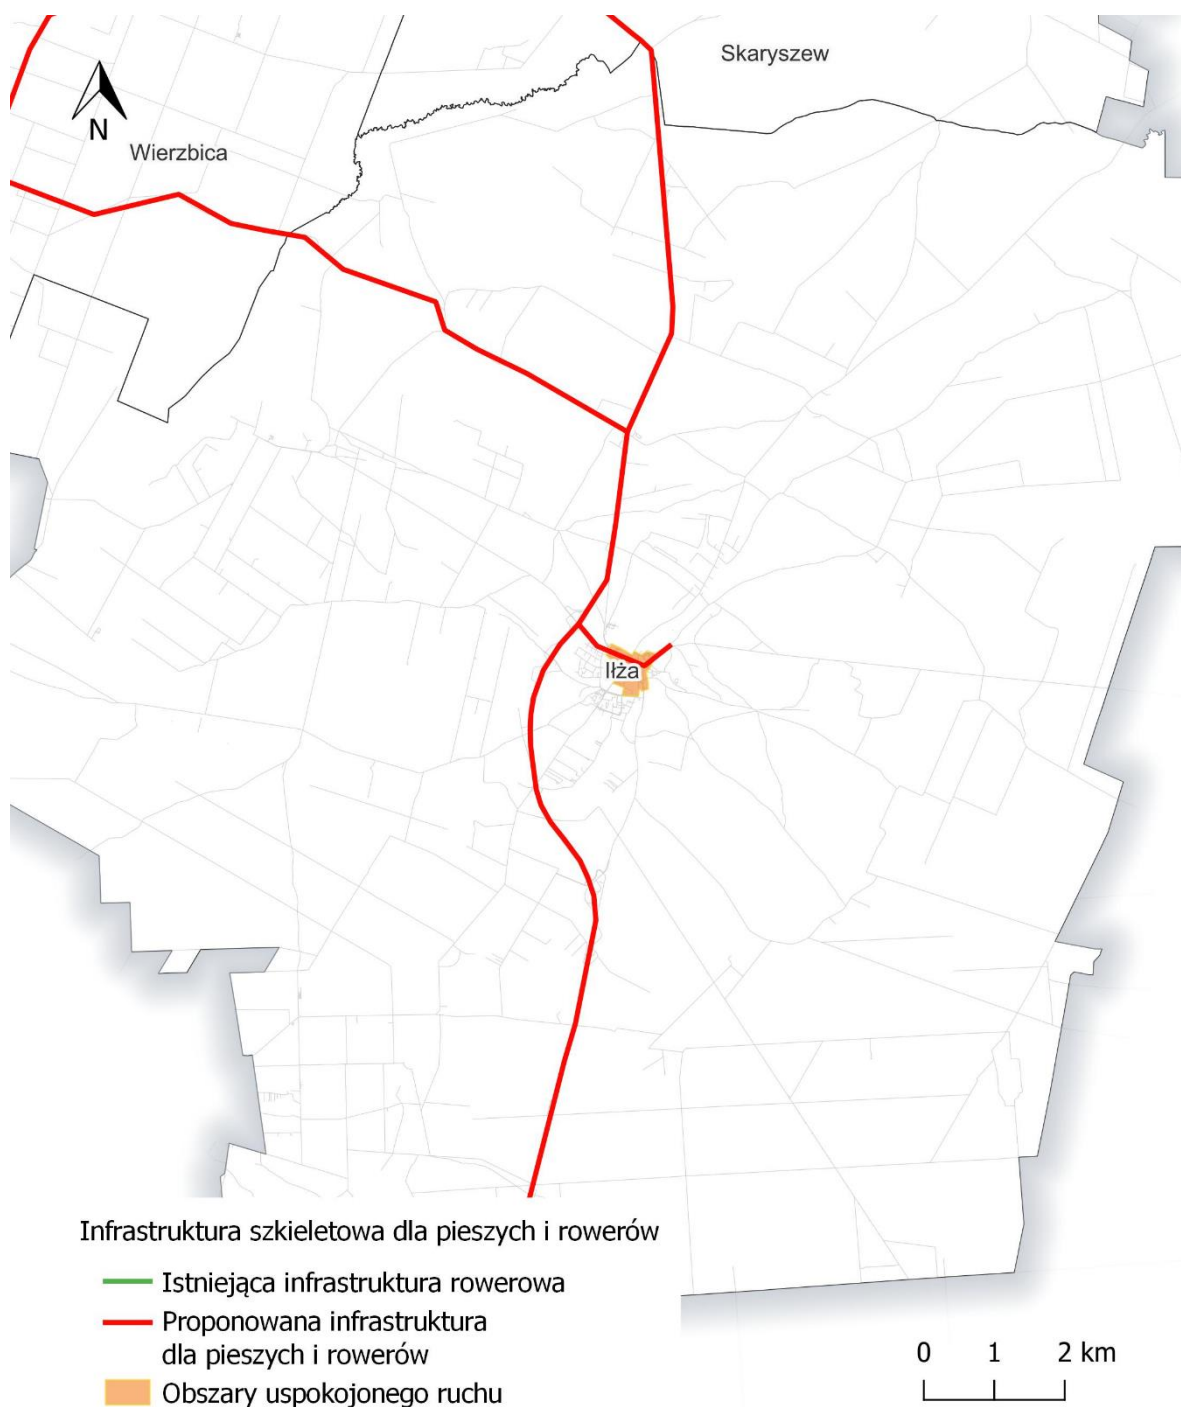 Skaryszew
N
Wierzbica
Iłża
Infrastruktura szkieletowa dla pieszych i rowerów
Istniejąca infrastruktura rowerowa
Proponowana infrastruktura
dla pieszych i rowerów
Obszary uspokojonego ruchu
0 1 2 km